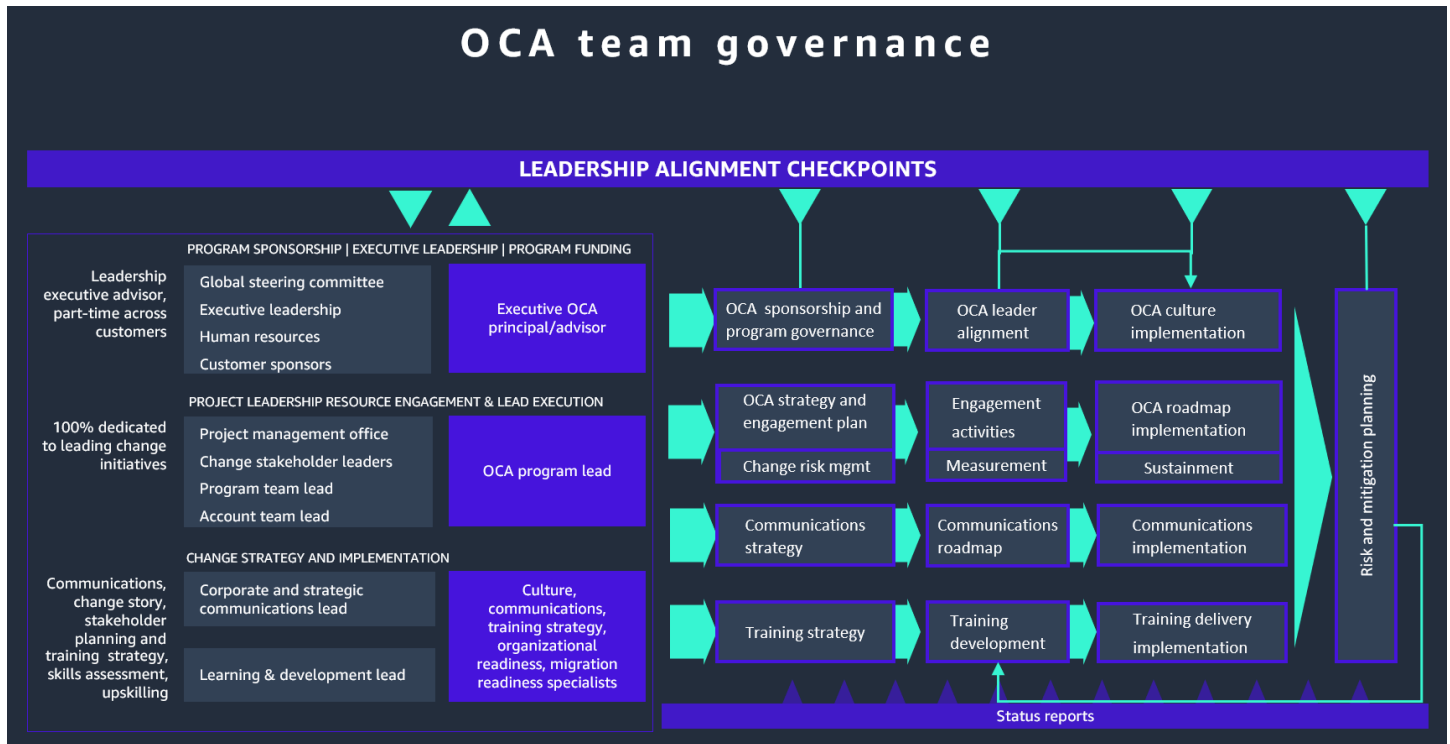 OCA team governance
LEADERSHIP ALIGNMENT CHECKPOINTS
PROGRAM SPONSORSHIP | EXECUTIVE LEADERSHIP | PROGRAM FUNDING
Leadership
executive advisor,
part-time across
customers
Global steering committee
Executive leadership
Human resources
Customer sponsors
Executive OCA
principal/advisor
PROJECT LEADERSHIP RESOURCE ENGAGEMENT & LEAD EXECUTION
100% dedicated
to leading change
initiatives
Project management office
Change stakeholder leaders
Program team lead
Account team lead
OCA program lead
CHANGE STRATEGY AND IMPLEMENTATION
Communications,
change story,
stakeholder
planning and
training strategy,
skills assessment,
upskilling
Corporate and strategic
communications lead
Learning & development lead
Culture,
communications,
training strategy,
organizational
readiness, migration
readiness specialists
OCA sponsorship and
program governance
OCA leader
alignment
OCA culture
implementation
OCA strategy and
engagement plan
Change risk mgmt
Engagement
activities
Measurement
OCA roadmap
implementation
Sustainment
Communications
strategy
Communications
roadmap
Communications
implementation
Training strategy
Training
development
Training delivery
implementation
Risk and mitigation planning
Status reports